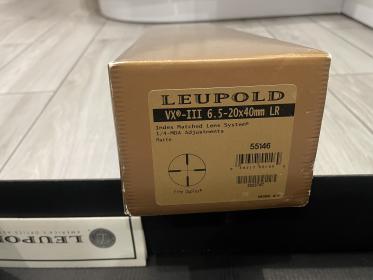 LEUPOLD
VX®-III 6.5-20x40mm LR
Index Matched Lens System®
1/4-MOA Adjustments
Matte
55146
Fine Duplex®
LEUPOLD